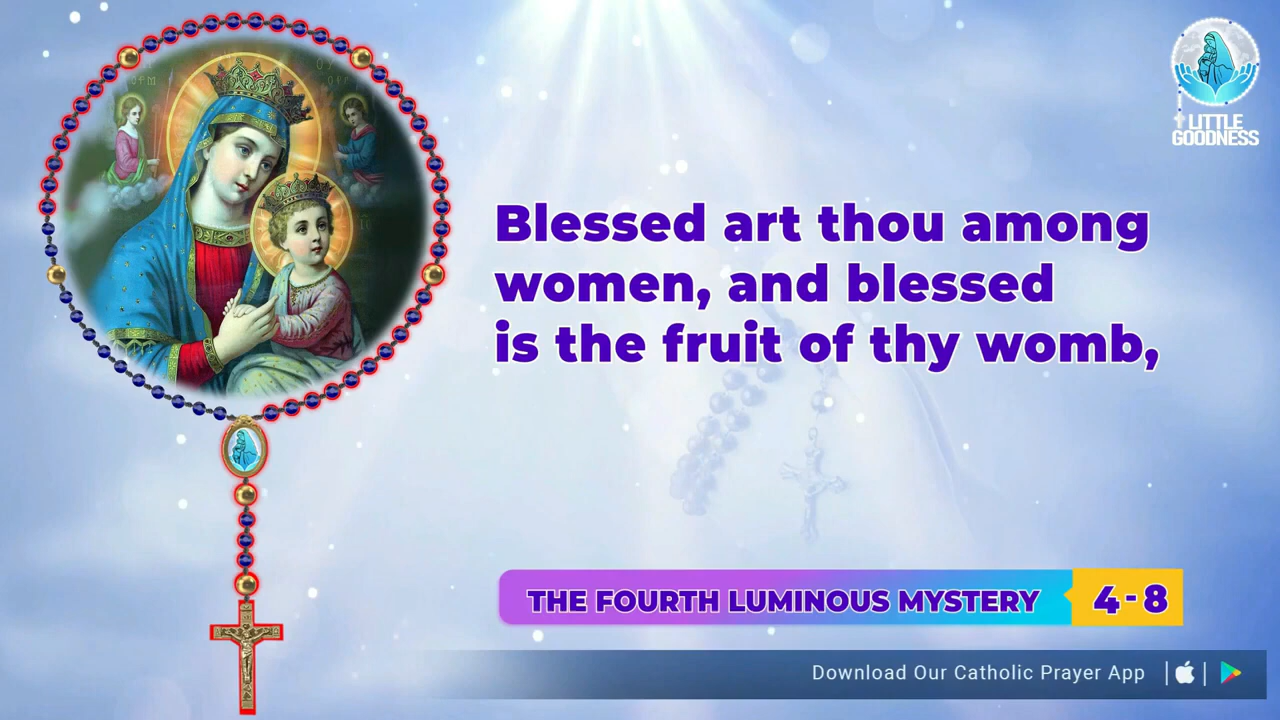 LITTLE
GOODNESS
Blessed art thou among
women, and blessed
is the fruit of thy womb,
THE FOURTH LUMINOUS MYSTERY 4-8
Download Our Catholic Prayer App